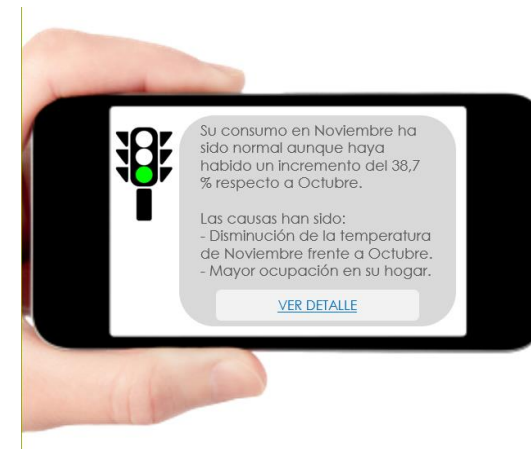 Su consumo en Noviembre ha
sido normal aunque haya
habido un incremento del 38,7
% respecto a Octubre.
Las causas han sido:
- Disminución de la temperatura
de Noviembre frente a Octubre.
- Mayor ocupación en su hogar.
VER DETALLE